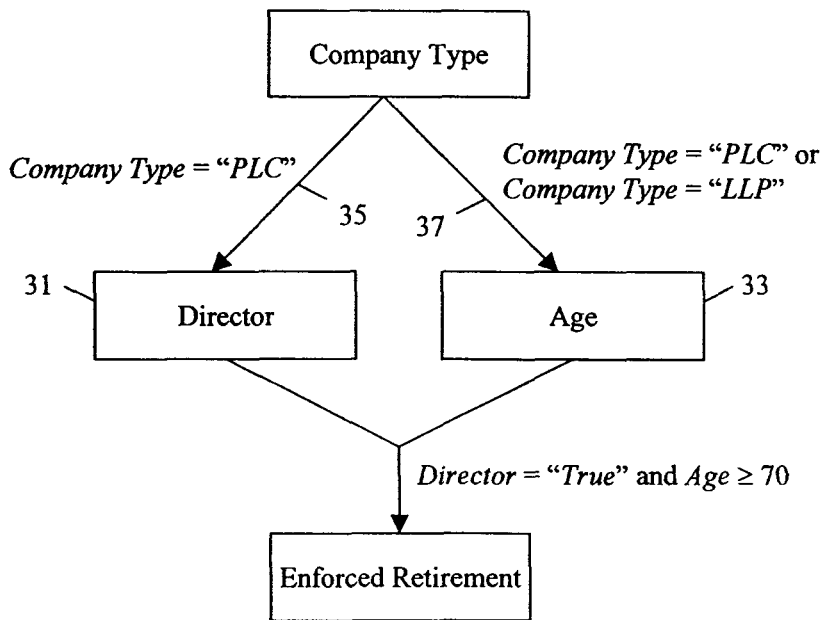 Company Type
Company Type = “PLC”
Company Type = “PLC” or
Company Type = “LLP”
35
37
31
Director
Age
33
Director = “True” and Age ≥ 70
Enforced Retirement